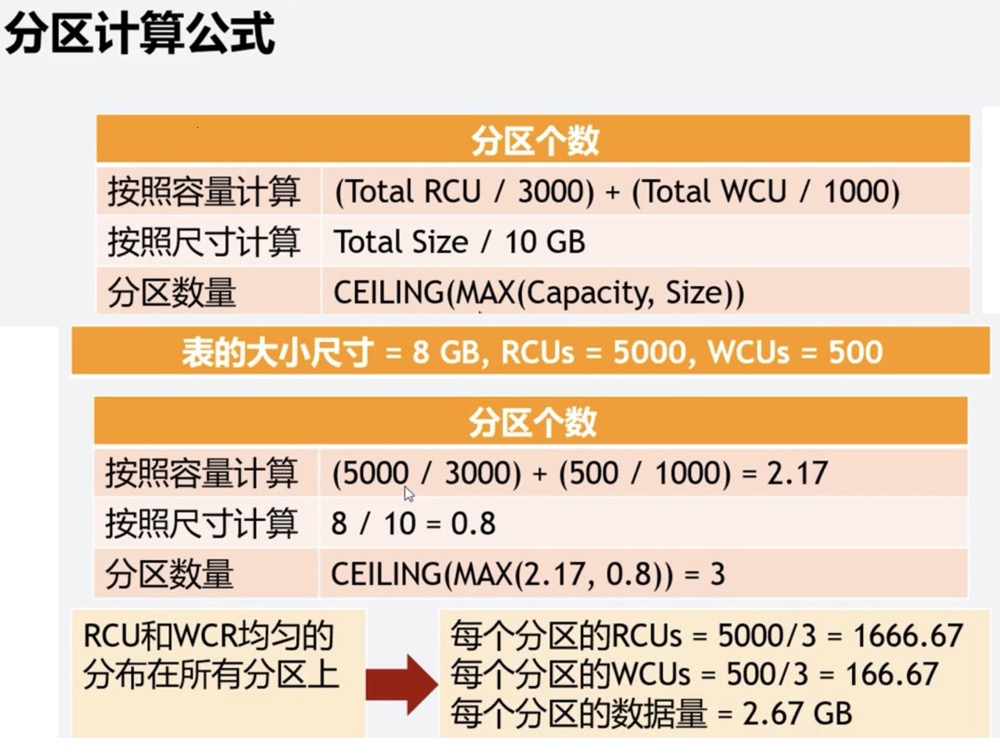 分区计算公式
分区个数
按照容量计算 (Total RCU / 3000) + (Total WCU / 1000)
按照尺寸计算 Total Size / 10 GB
分区数量 CEILING(MAX(Capacity, Size))
表的大小尺寸 = 8 GB, RCUs = 5000, WCUs = 500
分区个数
按照容量计算 (5000 / 3000) + (500 / 1000) = 2.17
按照尺寸计算 8 / 10 = 0.8
分区数量 CEILING(MAX(2.17, 0.8)) = 3
RCU和WCR均匀的
分布在所有分区上
每个分区的RCUs = 5000/3 = 1666.67
每个分区的WCUs = 500/3 = 166.67
每个分区的数据量 = 2.67 GB